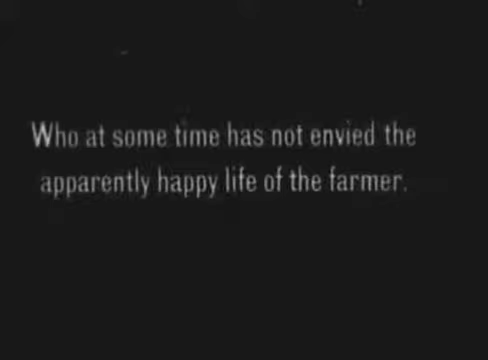 Who at some time has not envied the
apparently happy life of the farmer.